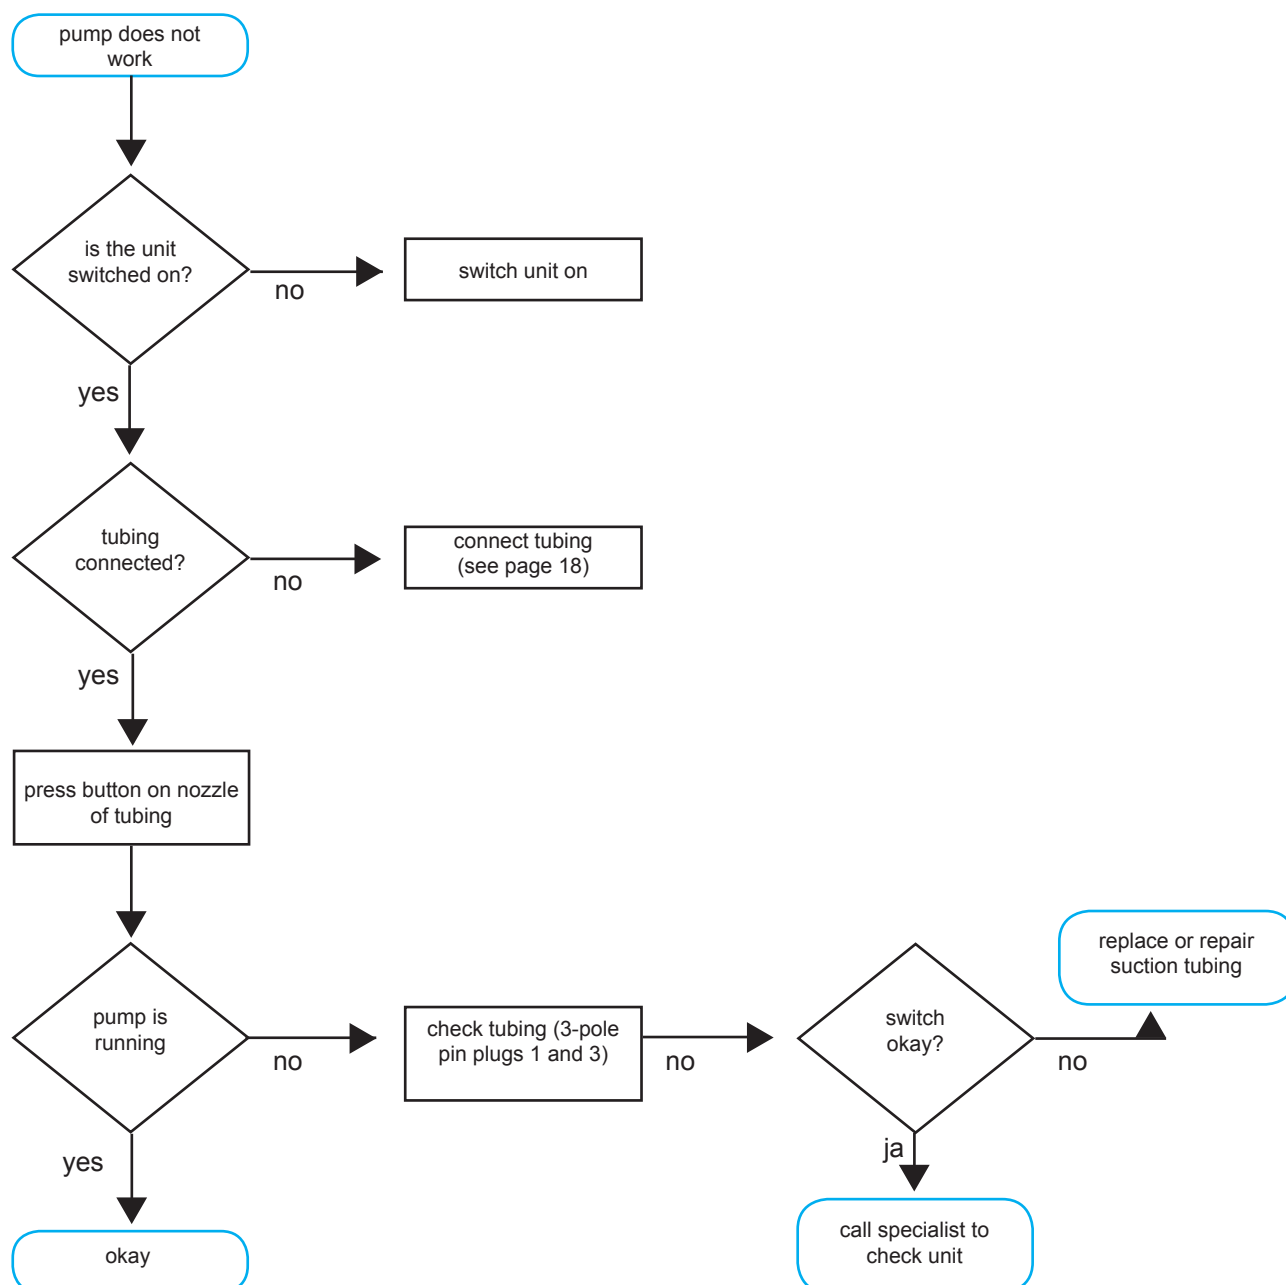 pump does not
work
is the unit
switched on?
no
switch unit on
yes
tubing
connected?
no
connect tubing
(see page 18)
yes
press button on nozzle
of tubing
pump is
running
no
check tubing (3-pole
pin plugs 1 and 3)
no
switch
okay?
no
replace or repair
suction tubing
yes
okay
ja
call specialist to
check unit